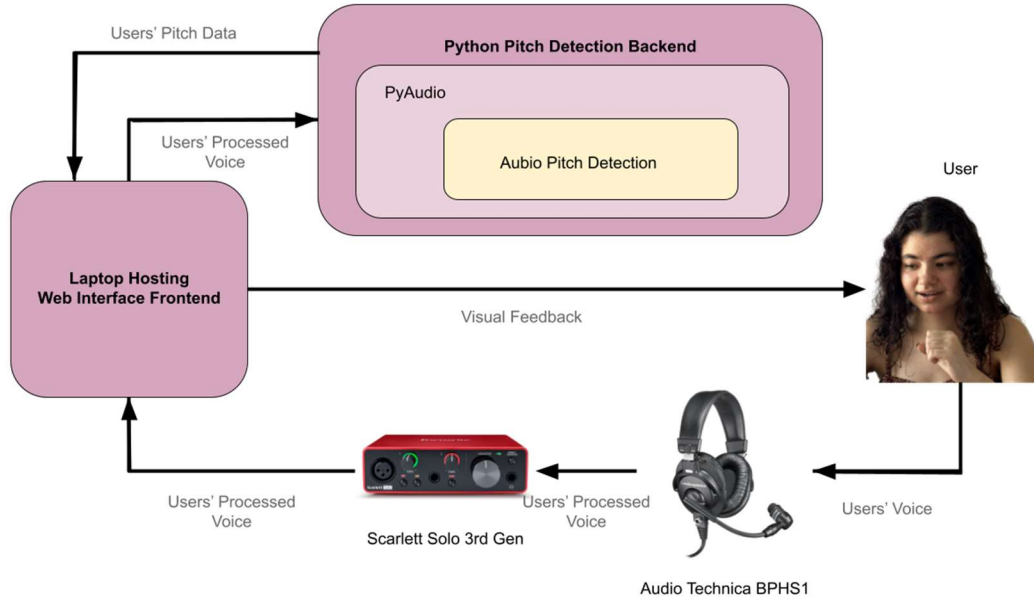 Users' Pitch Data
Python Pitch Detection Backend
PyAudio
Users' Processed
Voice
Aubio Pitch Detection
User
Laptop Hosting
Web Interface Frontend
Visual Feedback
Users' Processed
Voice
Users' Processed
Voice
Users' Voice
Scarlett Solo 3rd Gen
Audio Technica BPHS1